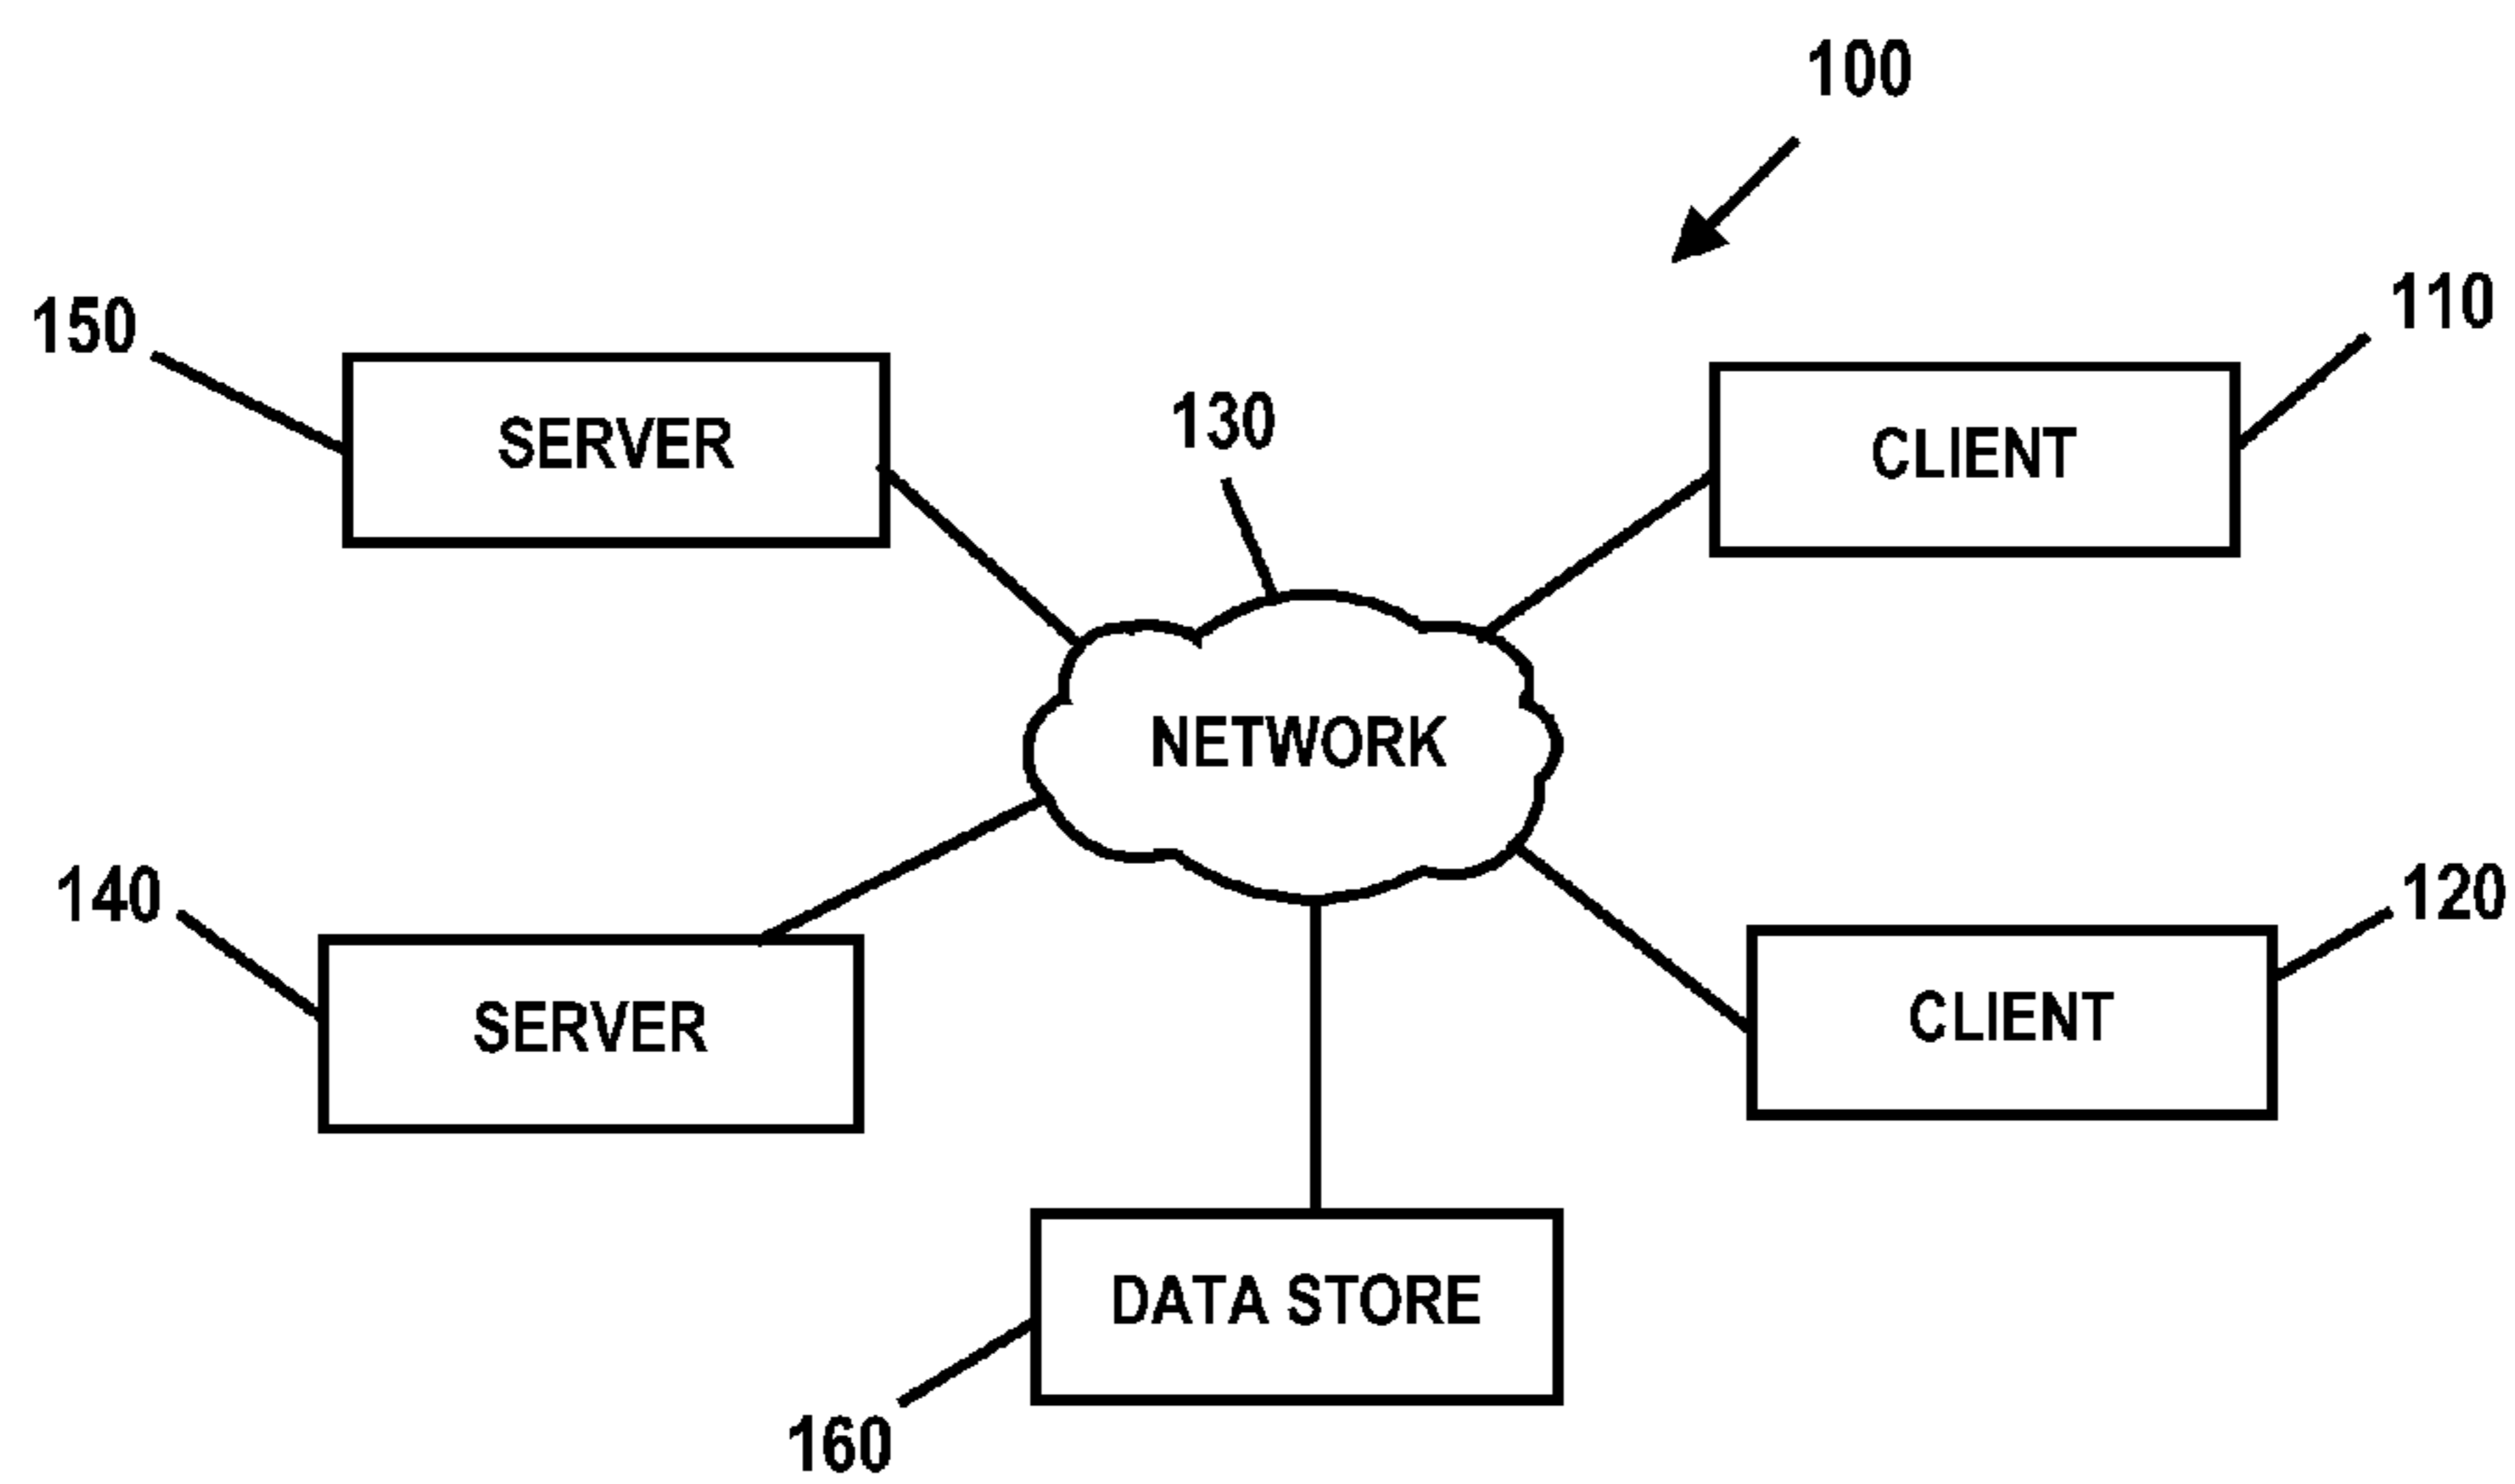 100
110
150
130
SERVER
CLIENT
NETWORK
140
120
SERVER
CLIENT
DATA STORE
160